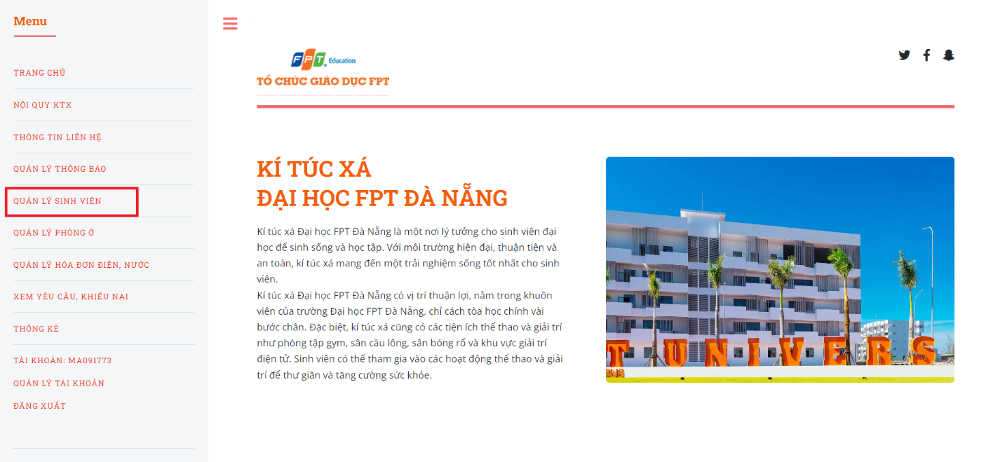 Menu
TRANG CHỦ
NỘI QUY KTX
THÔNG TIN LIÊN HỆ
QUẢN LÝ THÔNG BÁO
QUẢN LÝ SINH VIÊN
QUẢN LÝ PHÒNG Ở
QUẢN LÝ HÓA ĐƠN ĐIỆN, NƯỚC
XEM YÊU CẦU, KHIẾU NẠI
THỐNG KÊ
TÀI KHOẢN: MA091773
QUẢN LÝ TÀI KHOẢN
ĐĂNG XUẤT
FPT Education
TỔ CHỨC GIÁO DỤC FPT
KÍ TÚC XÁ
ĐẠI HỌC FPT ĐÀ NẴNG
Kí túc xá Đại học FPT Đà Nẵng là một nơi lý tưởng cho sinh viên đại
học để sinh sống và học tập. Với môi trường hiện đại, thuận tiện và
an toàn, kí túc xá mang đến một trải nghiệm sống tốt nhất cho sinh
viên.
Kí túc xá Đại học FPT Đà Nẵng có vị trí thuận lợi, nằm trong khuôn
viên của trường Đại học FPT Đà Nẵng, chỉ cách tòa học chính vài
bước chân. Đặc biệt, kí túc xá cũng có các tiện ích thể thao và giải trí
như phòng tập gym, sân cầu lông, sân bóng rổ và khu vực giải trí
điện tử. Sinh viên có thể tham gia vào các hoạt động thể thao và giải
trí để thư giãn và tăng cường sức khỏe.
T UNIVERS